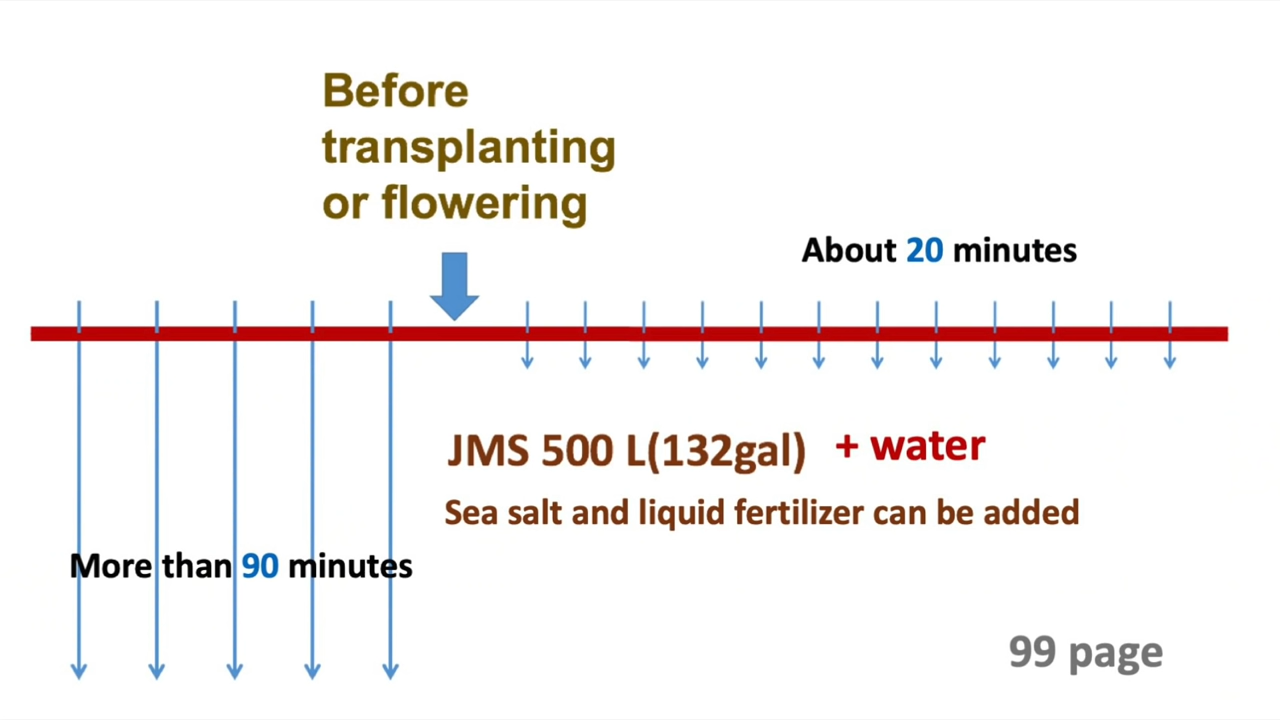 Before
transplanting
or flowering
About 20 minutes
JMS 500 L(132gal) + water
Sea salt and liquid fertilizer can be added
More than 90 minutes
99 page